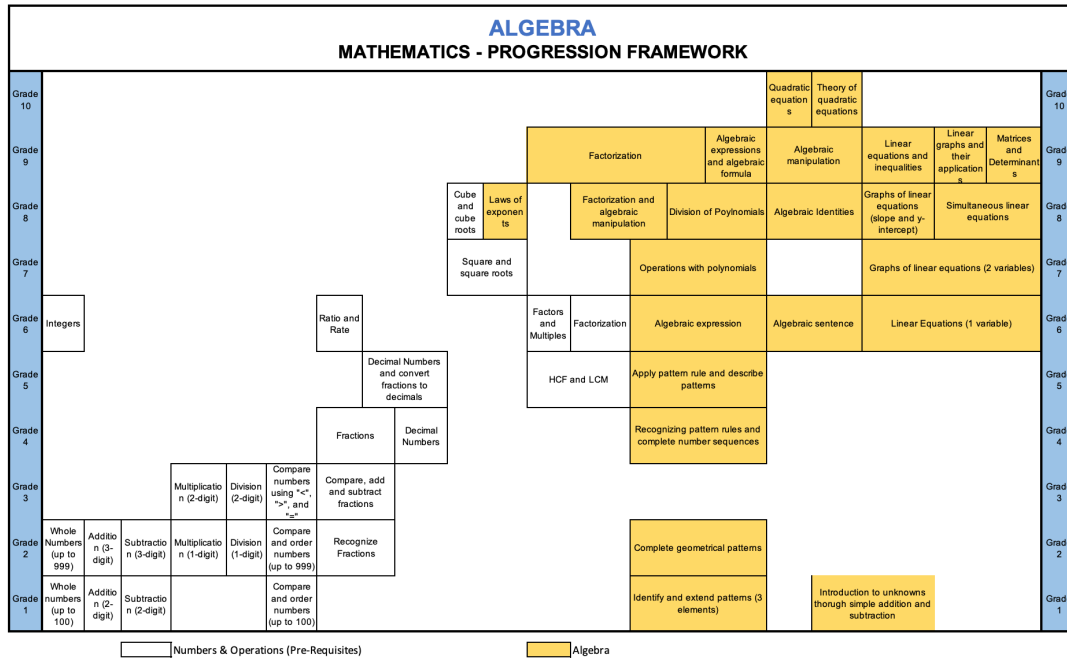 ALGEBRA
MATHEMATICS - PROGRESSION FRAMEWORK
Grade
10
Quadratic
equation
s
Theory of
quadratic
equations
Grade
10
Grade
9
Factorization
Algebraic
expressions
and algebraic
formula
Algebraic
manipulation
Linear
equations and
inequalities
Linear
graphs and
their
application
s
Matrices
and
Determinant
s
Grade
9
Grade
8
Cube
and
cube
roots
Laws of
expone
nts
Factorization and
algebraic
manipulation
Division of Poylnomials
Algebraic Identities
Graphs of linear
equations
(slope and y-
intercept)
Simultaneous linear
equations
Grade
8
Grade
7
Square and
square roots
Operations with polynomials
Graphs of linear equations (2 variables)
Grade
7
Grade
6
Integers
Ratio and
Rate
Factors
and
Multiples
Factorization
Algebraic expression
Algebraic sentence
Linear Equations (1 variable)
Grade
6
Grade
5
Decimal Numbers
and convert
fractions to
decimals
HCF and LCM
Apply pattern rule and describe
patterns
Grade
5
Grade
4
Fractions
Decimal
Numbers
Recognizing pattern rules and
complete number sequences
Grade
4
Grade
3
Multiplicatio
n (2-digit)
Division
(2-digit)
Compare
numbers
using "<",
">", and
"="
Compare, add
and subtract
fractions
Grade
3
Grade
2
Whole
Numbers
(up to
999)
Additio
n (3-
digit)
Subtractio
n (3-digit)
Multiplicatio
n (1-digit)
Division
(1-digit)
Compare
and order
numbers
(up to 999)
Recognize
Fractions
Complete geometrical patterns
Grade
2
Grade
1
Whole
numbers
(up to
100)
Additio
n (2-
digit)
Subtractio
n (2-digit)
Compare
and order
numbers
(up to 100)
Identify and extend patterns (3
elements)
Introduction to unknowns
thorugh simple addition and
subtraction
Grade
1
Numbers & Operations (Pre-Requisites)
Algebra